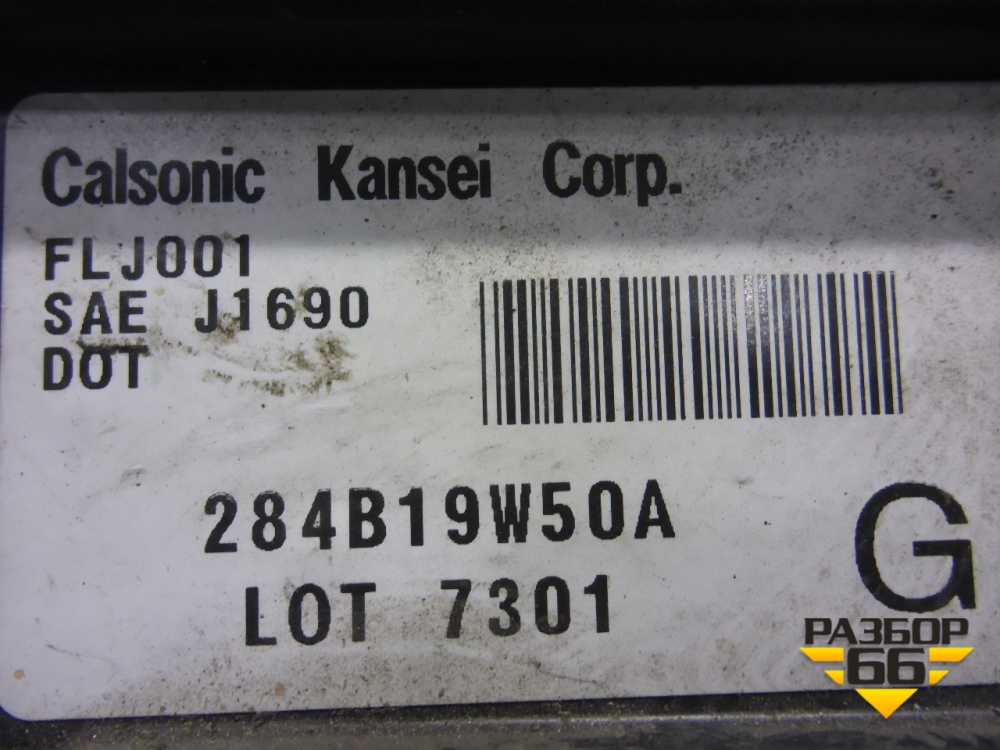 Calsonic Kansei Corp.
FLJ001
SAE J1690
DOT
284B19W50A
LOT 7301
G
РАЗБОР
66